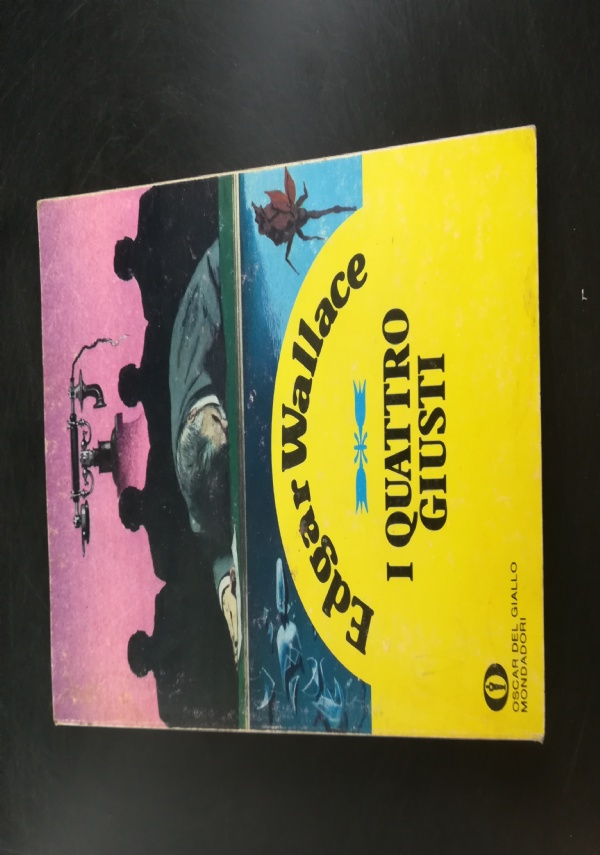 Edgar Wallace
I QUATTRO
GIUSTI
OSCAR DEL GIALLO
MONDADORI